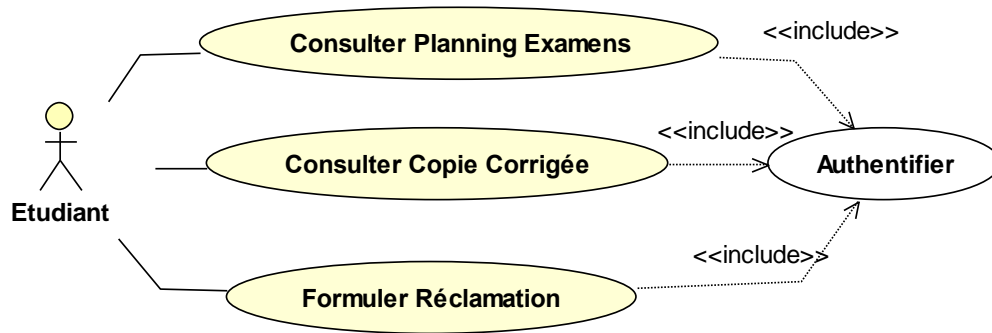 Consulter Planning Examens
<<include>>
Consulter Copie Corrigée
<<include>>
Authentifier
Etudiant
<<include>>
Formuler Réclamation